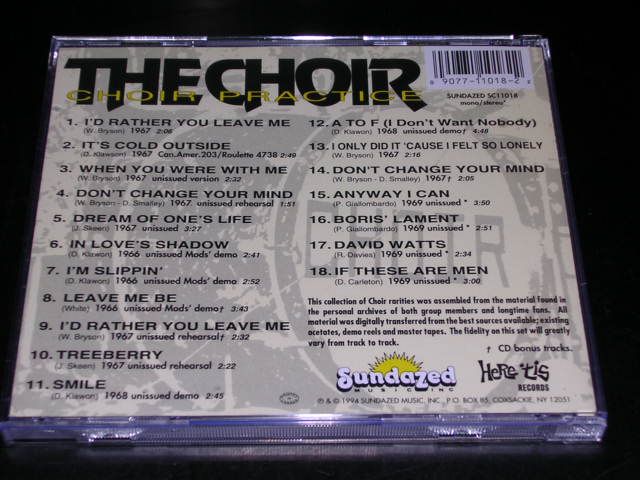 THE CHOIR
CHOIR PRACTICE
9077-11018-2 2
SUNDAZED SC11018
mono/stereo*
1. I'D RATHER YOU LEAVE ME
(W. Bryson) 1967 2:06
2. IT'S COLD OUTSIDE
(D. Klawson) 1967 Can.Amer.203/Roulette 4738 2:49
3. WHEN YOU WERE WITH ME
(W. Bryson) 1967 unissued version 2:32
4. DON'T CHANGE YOUR MIND
(W. Bryson - D. Smalley) 1967 unissued rehearsal 1:51
5. DREAM OF ONE'S LIFE
(J. Skeen) 1967 unissued 3:27
6. IN LOVE'S SHADOW
(D. Klawon) 1966 unissued Mods' demo 2:41
7. I'M SLIPPIN'
(D. Klawon) 1966 unissued Mods' demo 2:52
8. LEAVE ME BE
(White) 1966 unissued Mods' demo† 2:43
9. I'D RATHER YOU LEAVE ME
(W. Bryson) 1967 unissued rehearsal† 2:32
10. TREEBERRY
(J. Skeen) 1967 unissued rehearsal 2:22
11. SMILE
(D. Klawon) 1968 unissued demo 2:45
12. A TO F (I Don't Want Nobody)
(D. Klawon) 1968 unissued demo† 4:48
13. I ONLY DID IT 'CAUSE I FELT SO LONELY
(W. Bryson) 1967 2:16
14. DON'T CHANGE YOUR MIND
(W. Bryson - D. Smalley) 1967† 2:05
15. ANYWAY I CAN
(P. Giallombardo) 1969 unissued * 3:50
16. BORIS' LAMENT
(P. Giallombardo) 1969 unissued * 2:51
17. DAVID WATTS
(R. Davies) 1969 unissued * 2:34
18. IF THESE ARE MEN
(D. Carleton) 1969 unissued * 3:00
This collection of Choir rarities was assembled from the material found in
the personal archives of both group members and longtime fans. All
material was digitally transferred from the best sources available; existing
acetates, demo reels and master tapes. The fidelity on this set will greatly
vary from track to track.
† CD bonus tracks.
Sundazed
MUSIC, INC
Here 'tis
RECORDS
℗ & © 1994 SUNDAZED MUSIC, INC. P.O. BOX 85, COXSACKIE, NY 12051